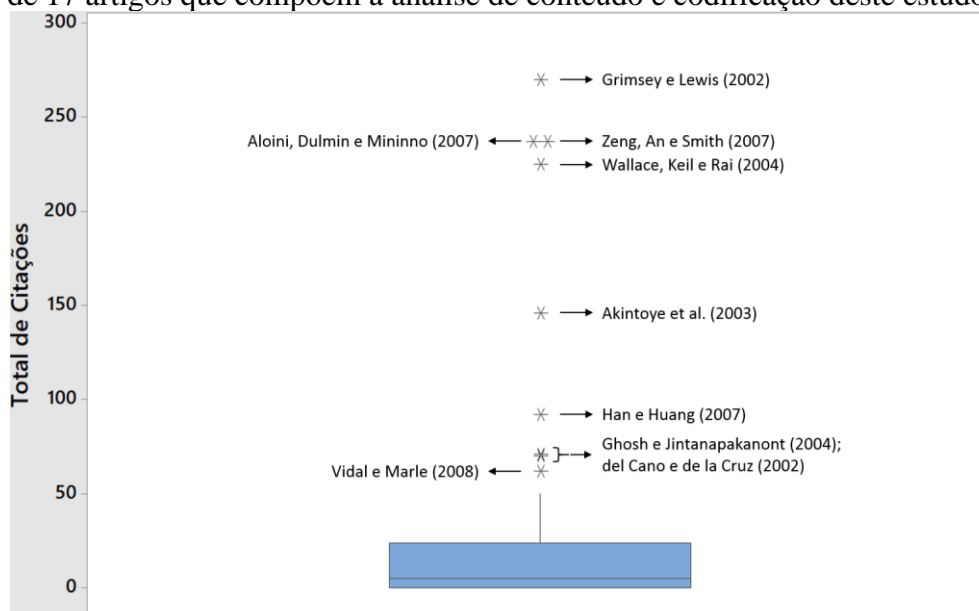 de 17 artigos que compõem a análise de conteúdo e codificação deste estudo
300
Grimsey e Lewis (2002)
250
Aloini, Dulmin e Mininno (2007)
Zeng, An e Smith (2007)
Wallace, Keil e Rai (2004)
200
Total de Citações
150
Akintoye et al. (2003)
100
Han e Huang (2007)
Ghosh e Jintanapakanont (2004);
del Cano e de la Cruz (2002)
Vidal e Marle (2008)
50
0